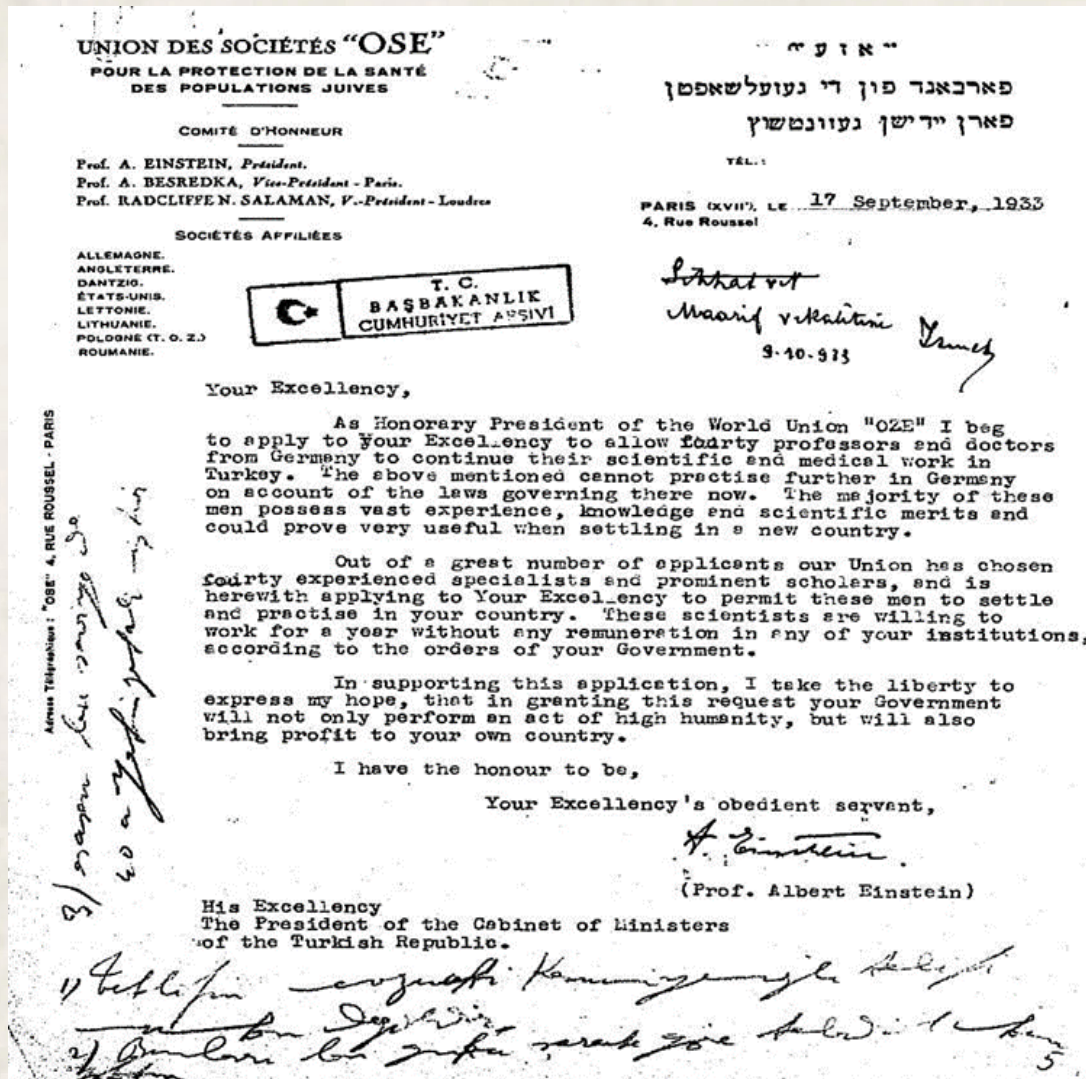 UNION DES SOCIÉTÉS "OSE"
POUR LA PROTECTION DE LA SANTÉ
DES POPULATIONS JUIVES
COMITÉ D'HONNEUR
Prof. A. EINSTEIN, Président.
Prof. A. BESREDKA, Vice-Président - Paris.
Prof. RADCLIFFE N. SALAMAN, V.-Président - Londres
SOCIÉTÉS AFFILIÉES
ALLEMAGNE.
ANGLETERRE.
DANTZIG.
ÉTATS-UNIS.
LETTONIE.
LITHUANIE.
POLOGNE (T. O. Z.)
ROUMANIE.
"אזע"
פארבאנד פון די געזעלשאפטן
פארן יידישן געזונטשוץ
TÉL.:
PARIS (XVIIe), LE 17 September, 1933
4, Rue Roussel
T. C.
BAŞBAKANLIK
CUMHURİYET ARŞİVİ
Sıhhat ve
Maarif vekaletine
9-10-933
Your Excellency,
As Honorary President of the World Union "OZE" I beg
to apply to Your Excellency to allow fourty professors and doctors
from Germany to continue their scientific and medical work in
Turkey. The above mentioned cannot practise further in Germany
on account of the laws governing there now. The majority of these
men possess vast experience, knowledge and scientific merits and
could prove very useful when settling in a new country.
Out of a great number of applicants our Union has chosen
fourty experienced specialists and prominent scholars, and is
herewith applying to Your Excellency to permit these men to settle
and practise in your country. These scientists are willing to
work for a year without any remuneration in any of your institutions,
according to the orders of your Government.
In supporting this application, I take the liberty to
express my hope, that in granting this request your Government
will not only perform an act of high humanity, but will also
bring profit to your own country.
I have the honour to be,
Your Excellency's obedient servant,
A. Einstein.
(Prof. Albert Einstein)
His Excellency
The President of the Cabinet of Ministers
of the Turkish Republic.
Adresse Télégraphique : "OSE" 4, RUE ROUSSEL - PARIS
3)
1) Teklifin
2) Bunları
5